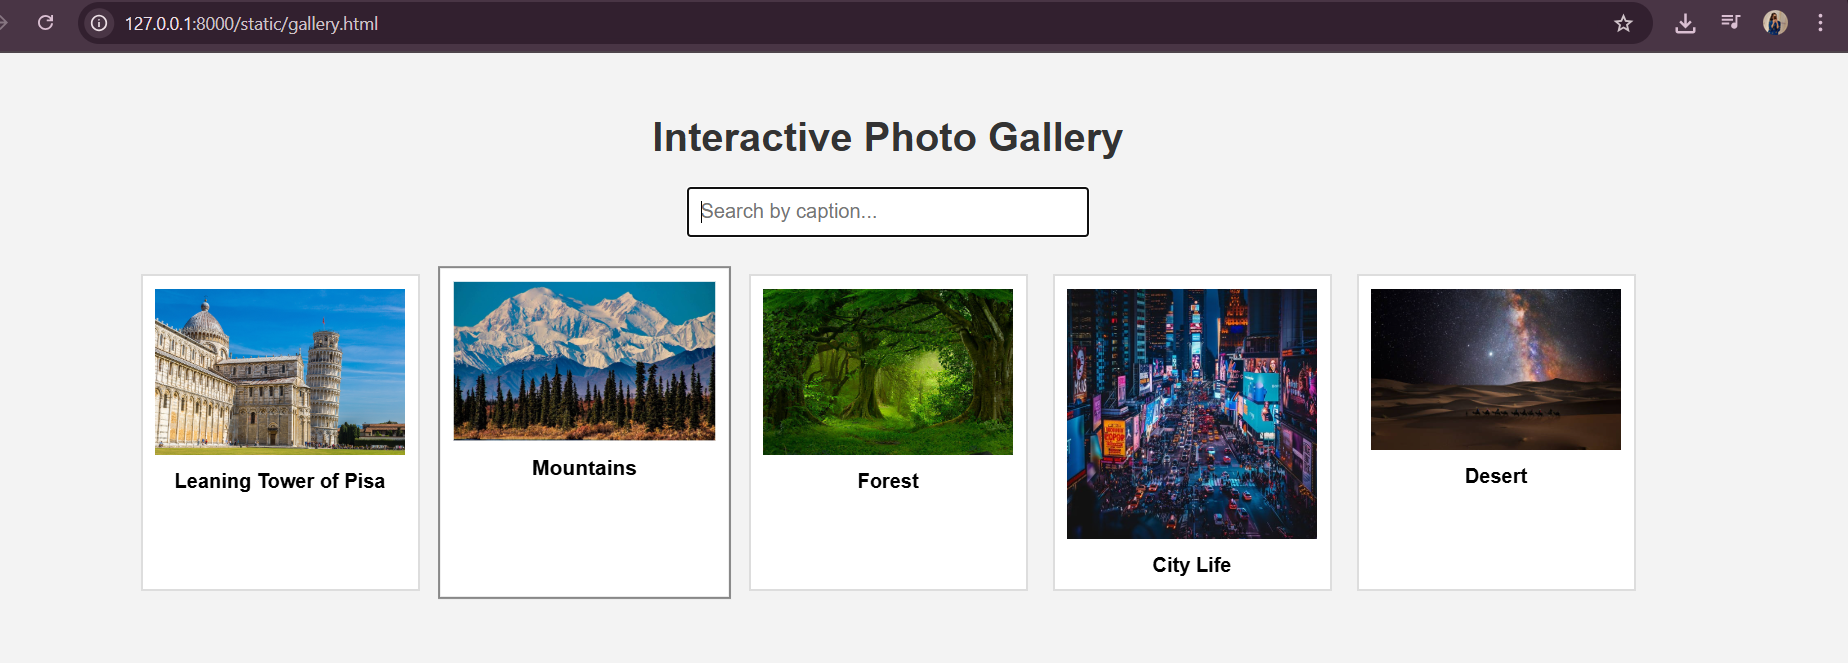 127.0.0.1:8000/static/gallery.html
Interactive Photo Gallery
Search by caption...
Leaning Tower of Pisa
Mountains
Forest
City Life
Desert